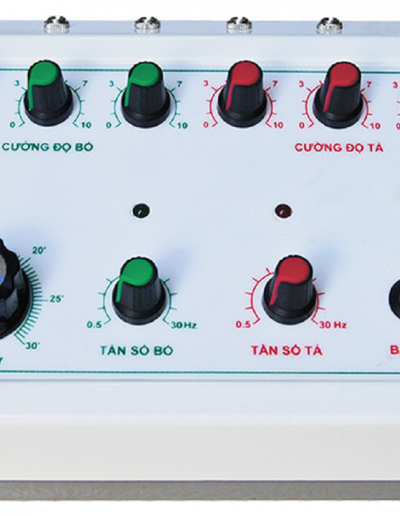 3 7 3 7 3 7 3 7 3
0 10 0 10 0 10 0 10 0
CƯỜNG ĐỘ BỔ CƯỜNG ĐỘ TẢ
20'
25'
0.5 30Hz 0.5 30 Hz
30'
TẦN SỐ BỔ TẦN SỐ TẢ